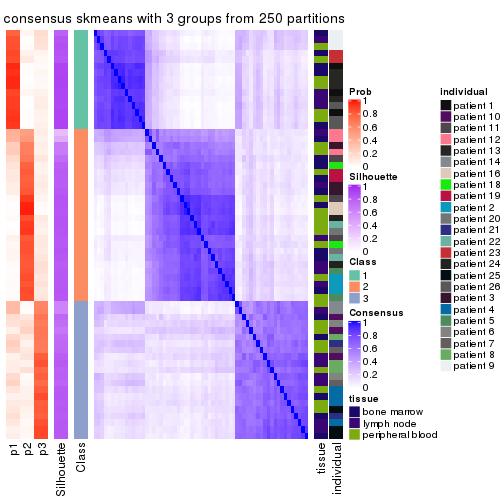 consensus skmeans with 3 groups from 250 partitions
Prob
1
0.8
0.6
0.4
0.2
0
Silhouette
1
0.8
0.6
0.4
0.2
0
Class
1
2
3
Consensus
1
0.8
0.6
0.4
0.2
0
tissue
bone marrow
lymph node
peripheral blood
individual
patient 1
patient 10
patient 11
patient 12
patient 13
patient 14
patient 16
patient 18
patient 19
patient 2
patient 20
patient 21
patient 22
patient 23
patient 24
patient 25
patient 26
patient 3
patient 4
patient 5
patient 6
patient 7
patient 8
patient 9
p1
p2
p3
Silhouette
Class
tissue
individual